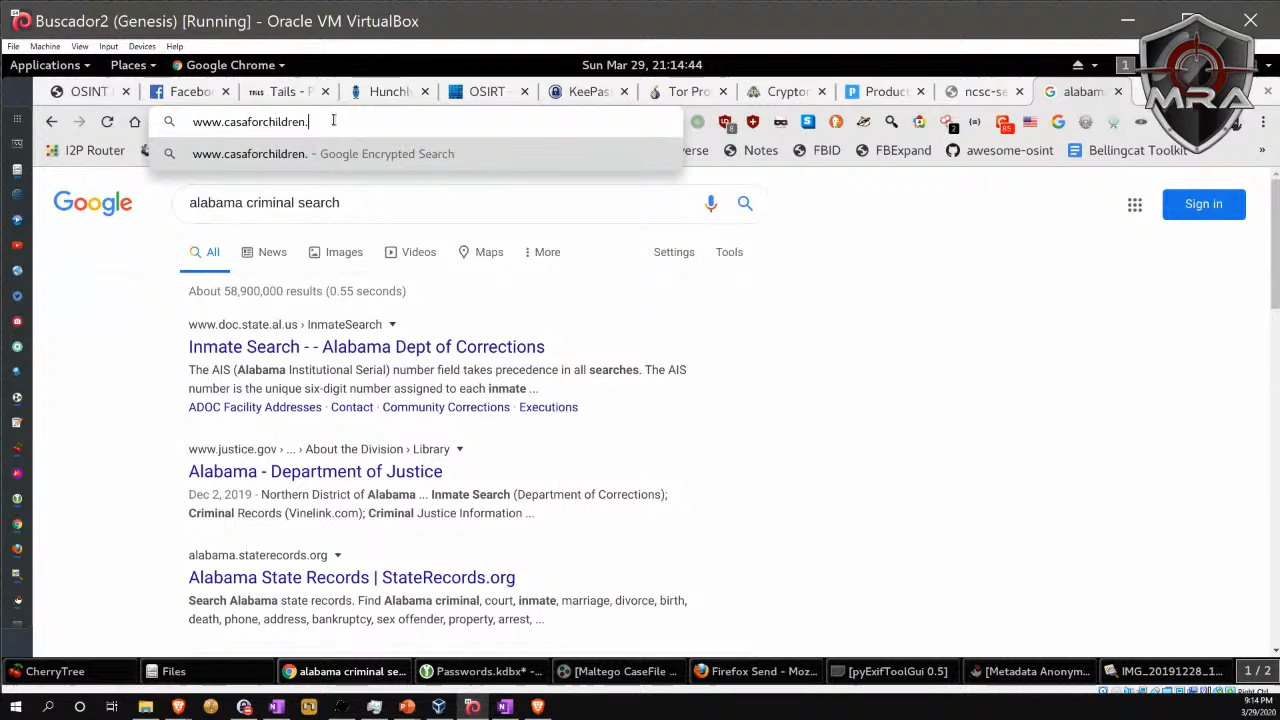 Buscador2 (Genesis) [Running] - Oracle VM VirtualBox
File Machine View Input Devices Help
Applications Places Google Chrome Sun Mar 29, 21:14:44 1
OSINT Faceboo Tails - P Hunchly OSIRT - KeePass Tor Pro Crypton Product ncsc-se alabam
www.casaforchildren.
8 2 85
I2P Router www.casaforchildren. - Google Encrypted Search verse Notes FBID FBExpand awesome-osint Bellingcat Toolkit »
MRA
Google alabama criminal search Sign in
All News Images Videos Maps More Settings Tools
About 58,900,000 results (0.55 seconds)
www.doc.state.al.us › InmateSearch
Inmate Search - - Alabama Dept of Corrections
The AIS (Alabama Institutional Serial) number field takes precedence in all searches. The AIS
number is the unique six-digit number assigned to each inmate ...
ADOC Facility Addresses · Contact · Community Corrections · Executions
www.justice.gov › ... › About the Division › Library
Alabama - Department of Justice
Dec 2, 2019 - Northern District of Alabama ... Inmate Search (Department of Corrections);
Criminal Records (Vinelink.com); Criminal Justice Information ...
alabama.staterecords.org
Alabama State Records | StateRecords.org
Search Alabama state records. Find Alabama criminal, court, inmate, marriage, divorce, birth,
death, phone, address, bankruptcy, sex offender, property, arrest, ...
CherryTree Files alabama criminal se... Passwords.kdbx* -... [Maltego CaseFile ... Firefox Send - Moz... [pyExifToolGui 0.5] [Metadata Anonym... IMG_20191228_1... 1 / 2
Right Ctrl
9:14 PM
3/29/2020